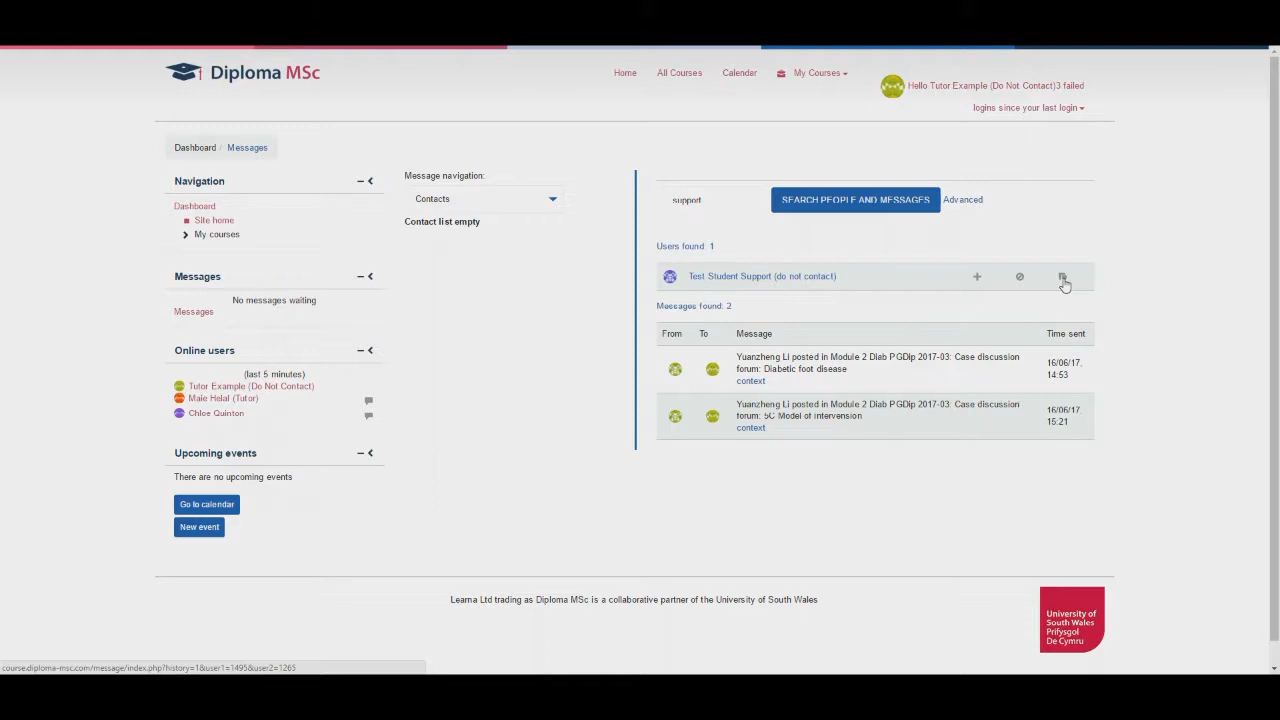 Diploma MSc
Home All Courses Calendar My Courses
Hello Tutor Example (Do Not Contact)3 failed
logins since your last login
Dashboard / Messages
Navigation
Dashboard
Site home
My courses
Messages
No messages waiting
Messages
Online users
(last 5 minutes)
Tutor Example (Do Not Contact)
Maie Helal (Tutor)
Chloe Quinton
Upcoming events
There are no upcoming events
Go to calendar
New event
Message navigation:
Contacts
Contact list empty
support SEARCH PEOPLE AND MESSAGES Advanced
Users found: 1
Test Student Support (do not contact)
Messages found: 2
From To Message Time sent
Yuanzheng Li posted in Module 2 Diab PGDip 2017-03: Case discussion
forum: Diabetic foot disease
context
16/06/17,
14:53
Yuanzheng Li posted in Module 2 Diab PGDip 2017-03: Case discussion
forum: 5C Model of intervention
context
16/06/17,
15:21
Learna Ltd trading as Diploma MSc is a collaborative partner of the University of South Wales
University of
South Wales
Prifysgol
De Cymru
course.diploma-msc.com/message/index.php?history=1&user1=1495&user2=1265